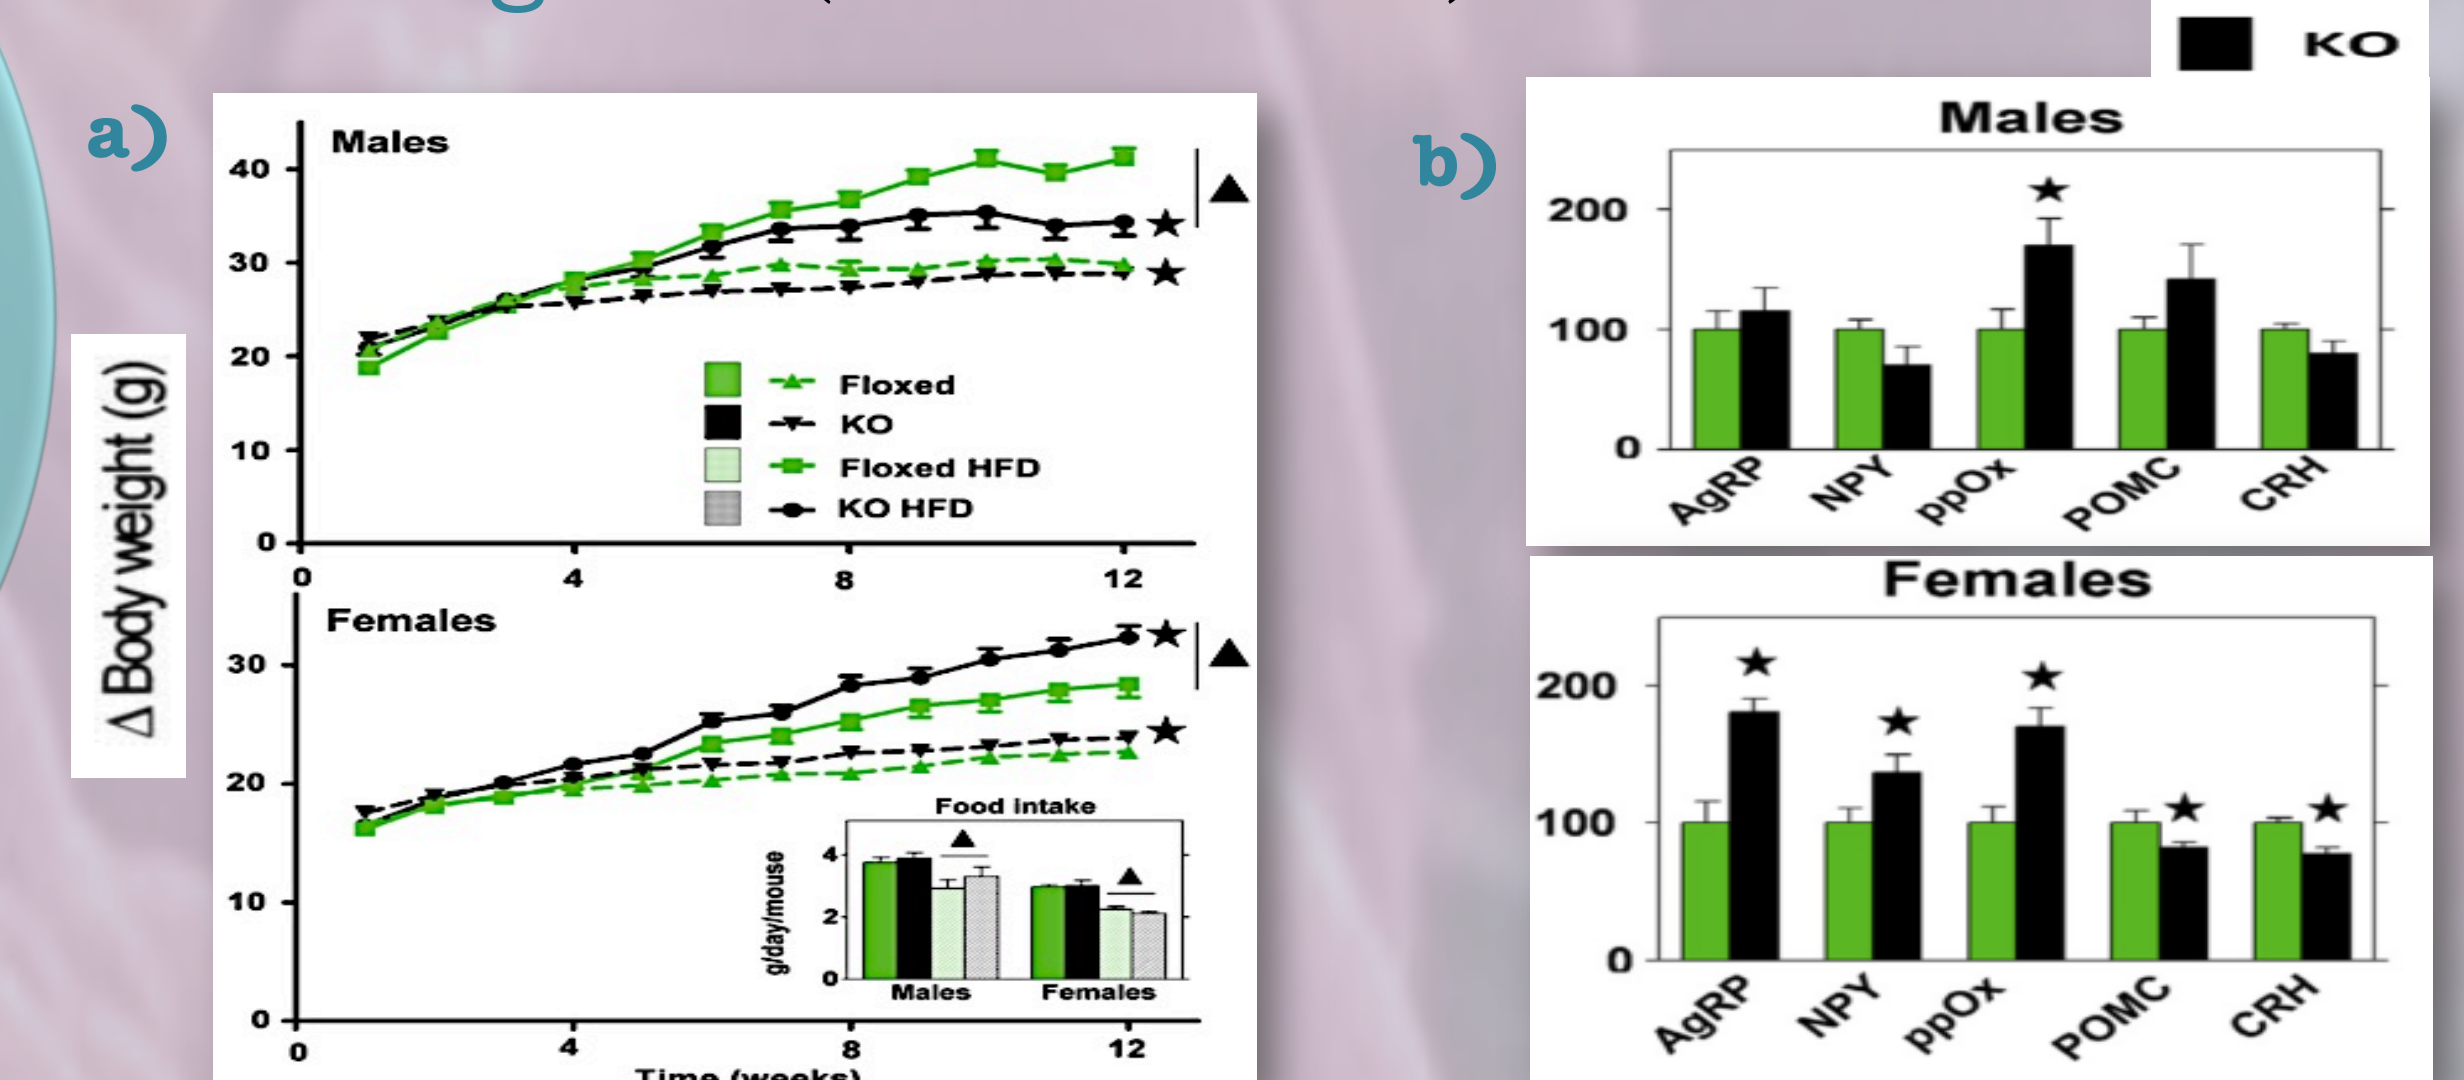 a)
Δ Body weight (g)
Males
40
30
20
10
0
Floxed
KO
Floxed HFD
KO HFD
0 4 8 12
Females
30
20
10
0
Food intake
g/day/mouse
4
2
0
Males Females
0 4 8 12
Time (weeks)
KO
b)
Males
200
100
0
AgRP NPY ppOx POMC CRH
Females
200
100
0
AgRP NPY ppOx POMC CRH